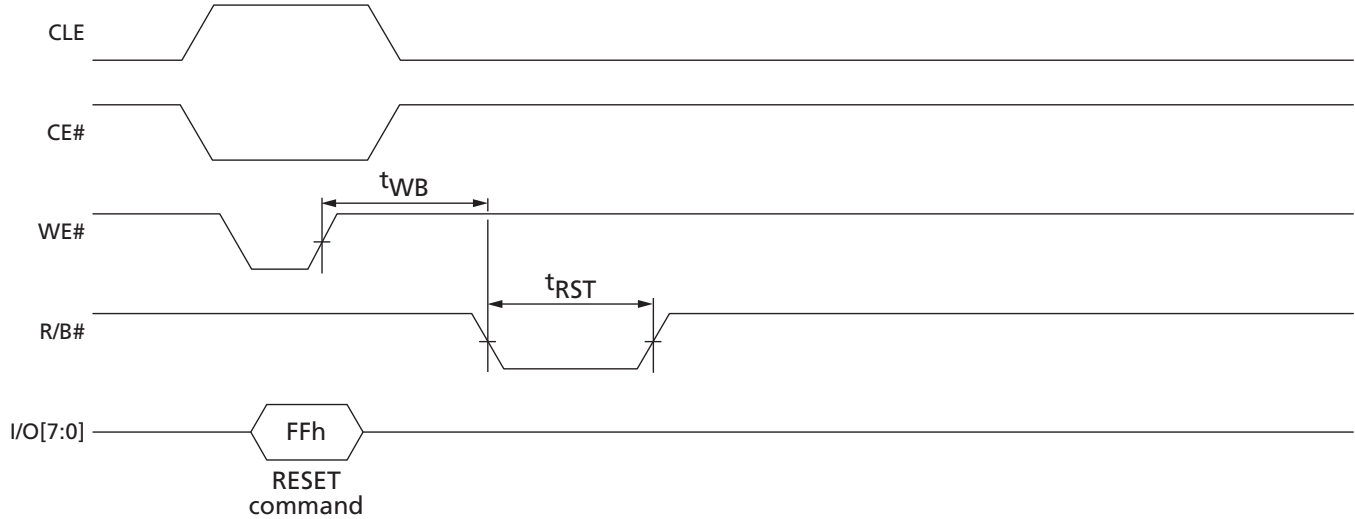 CLE
CE#
tWB
WE#
tRST
R/B#
I/O[7:0]
FFh
RESET
command